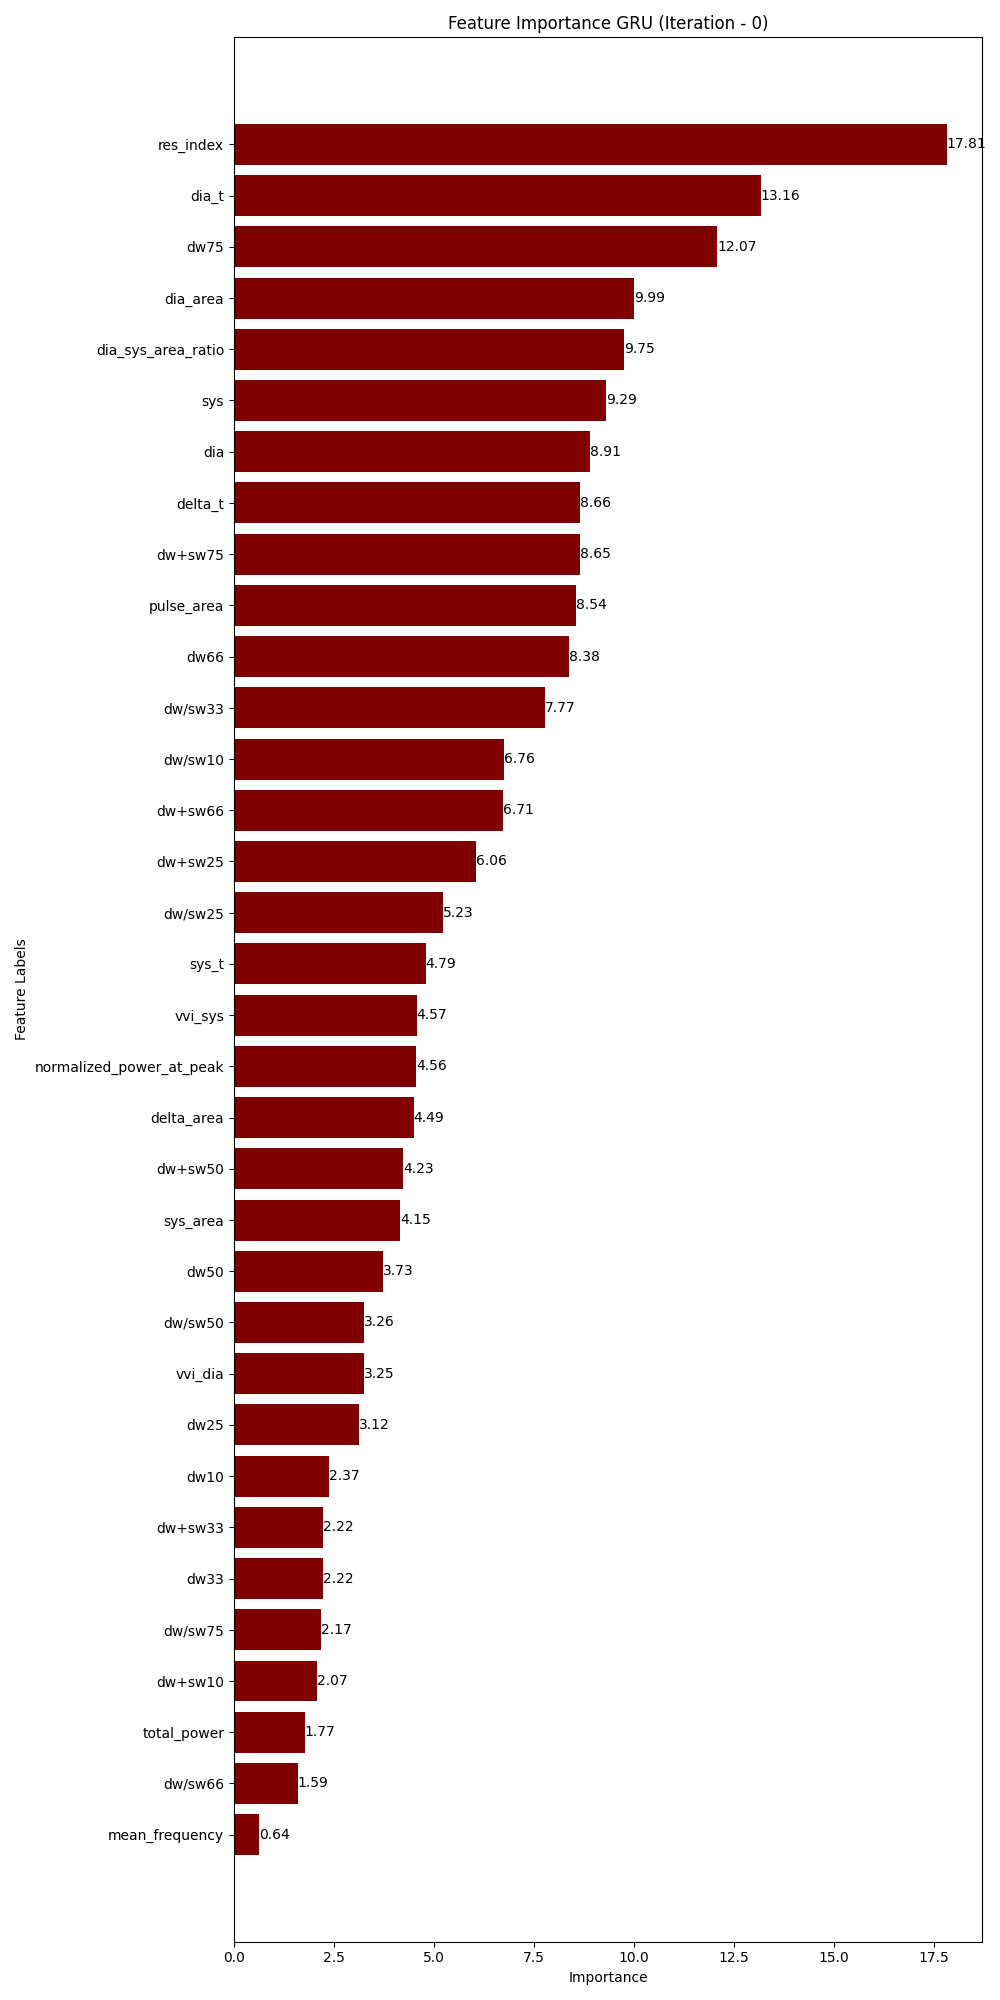 Feature Importance GRU (Iteration - 0)
res_index 17.81
dia_t 13.16
dw75 12.07
dia_area 9.99
dia_sys_area_ratio 9.75
sys 9.29
dia 8.91
delta_t 8.66
dw+sw75 8.65
pulse_area 8.54
dw66 8.38
dw/sw33 7.77
dw/sw10 6.76
dw+sw66 6.71
dw+sw25 6.06
dw/sw25 5.23
sys_t 4.79
vvi_sys 4.57
normalized_power_at_peak 4.56
delta_area 4.49
dw+sw50 4.23
sys_area 4.15
dw50 3.73
dw/sw50 3.26
vvi_dia 3.25
dw25 3.12
dw10 2.37
dw+sw33 2.22
dw33 2.22
dw/sw75 2.17
dw+sw10 2.07
total_power 1.77
dw/sw66 1.59
mean_frequency 0.64
Feature Labels
0.0 2.5 5.0 7.5 10.0 12.5 15.0 17.5
Importance